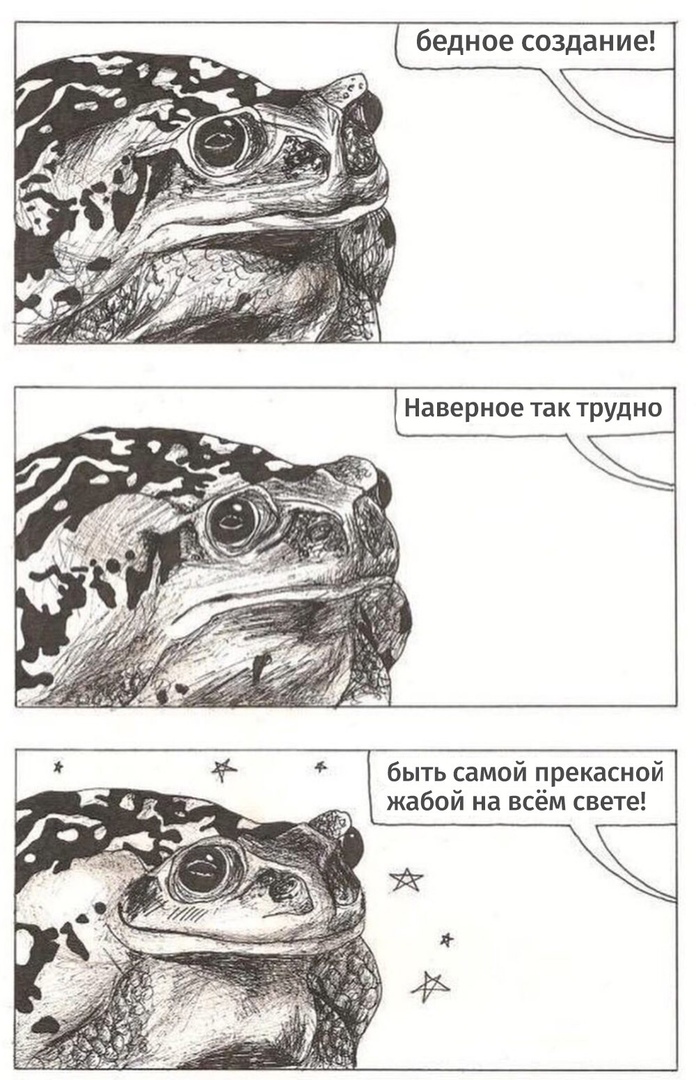 бедное создание!
Наверное так трудно
быть самой прекасной
жабой на всём свете!